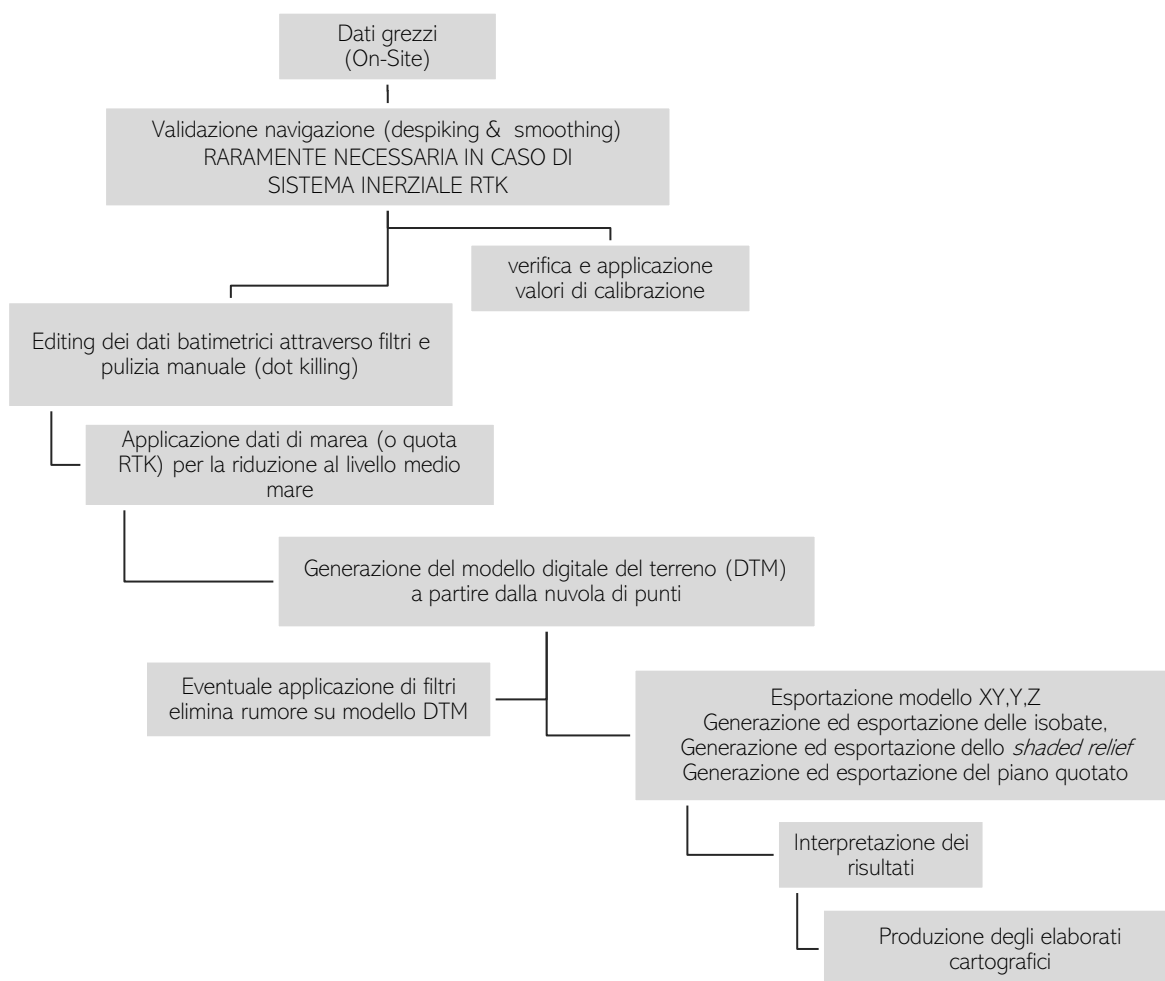 Dati grezzi
(On-Site)
Validazione navigazione (despiking & smoothing)
RARAMENTE NECESSARIA IN CASO DI
SISTEMA INERZIALE RTK
verifica e applicazione
valori di calibrazione
Editing dei dati batimetrici attraverso filtri e
pulizia manuale (dot killing)
Applicazione dati di marea (o quota
RTK) per la riduzione al livello medio
mare
Generazione del modello digitale del terreno (DTM)
a partire dalla nuvola di punti
Eventuale applicazione di filtri
elimina rumore su modello DTM
Esportazione modello XY,Y,Z
Generazione ed esportazione delle isobate,
Generazione ed esportazione dello shaded relief
Generazione ed esportazione del piano quotato
Interpretazione dei
risultati
Produzione degli elaborati
cartografici